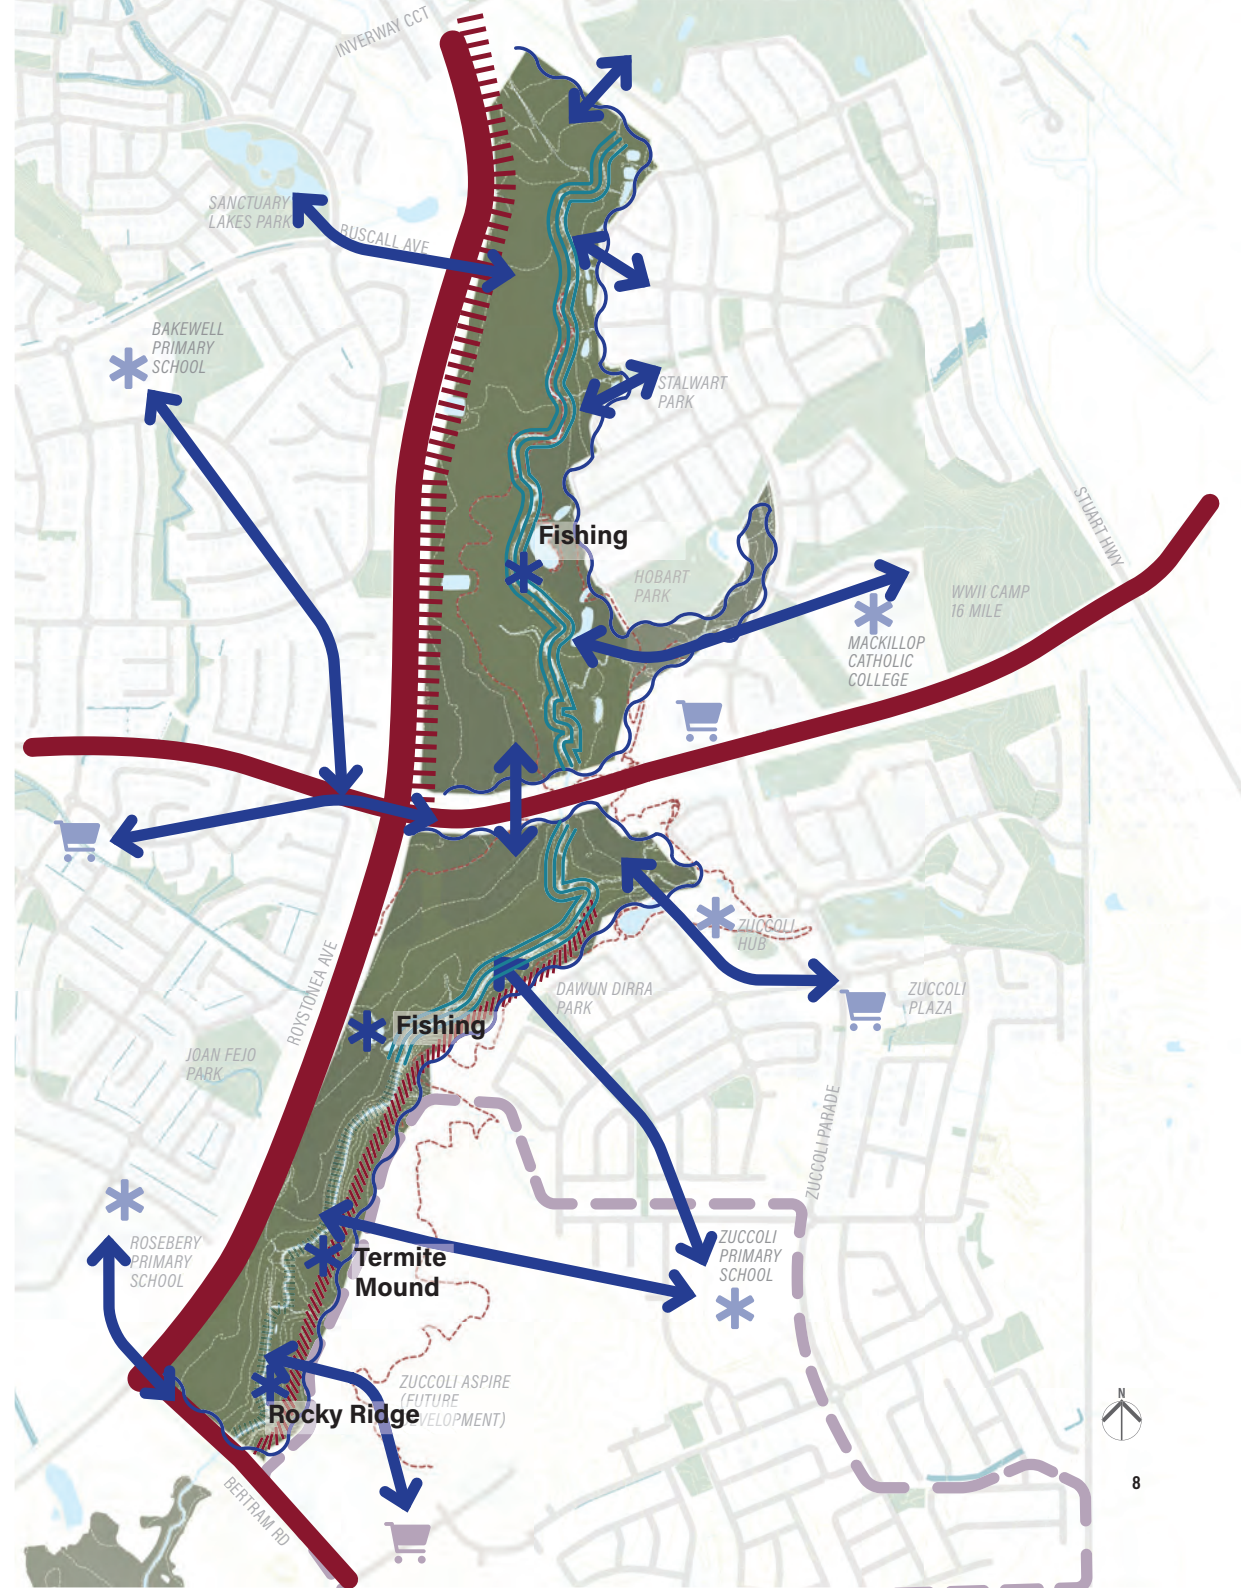 INVERWAY CCT
SANCTUARY
LAKES PARK
BUSCALL AVE
BAKEWELL
PRIMARY
SCHOOL
STALWART
PARK
STUART HWY
Fishing
HOBART
PARK
WWII CAMP
16 MILE
MACKILLOP
CATHOLIC
COLLEGE
ZUCCOLI
HUB
ROYSTONEA AVE
DAWUN DIRRA
PARK
ZUCCOLI
PLAZA
Fishing
JOAN FEJO
PARK
ZUCCOLI PARADE
ROSEBERY
PRIMARY
SCHOOL
Termite
Mound
ZUCCOLI
PRIMARY
SCHOOL
ZUCCOLI ASPIRE
(FUTURE
VELOPMENT)
Rocky Ridge
N
8
BERTRAM RD